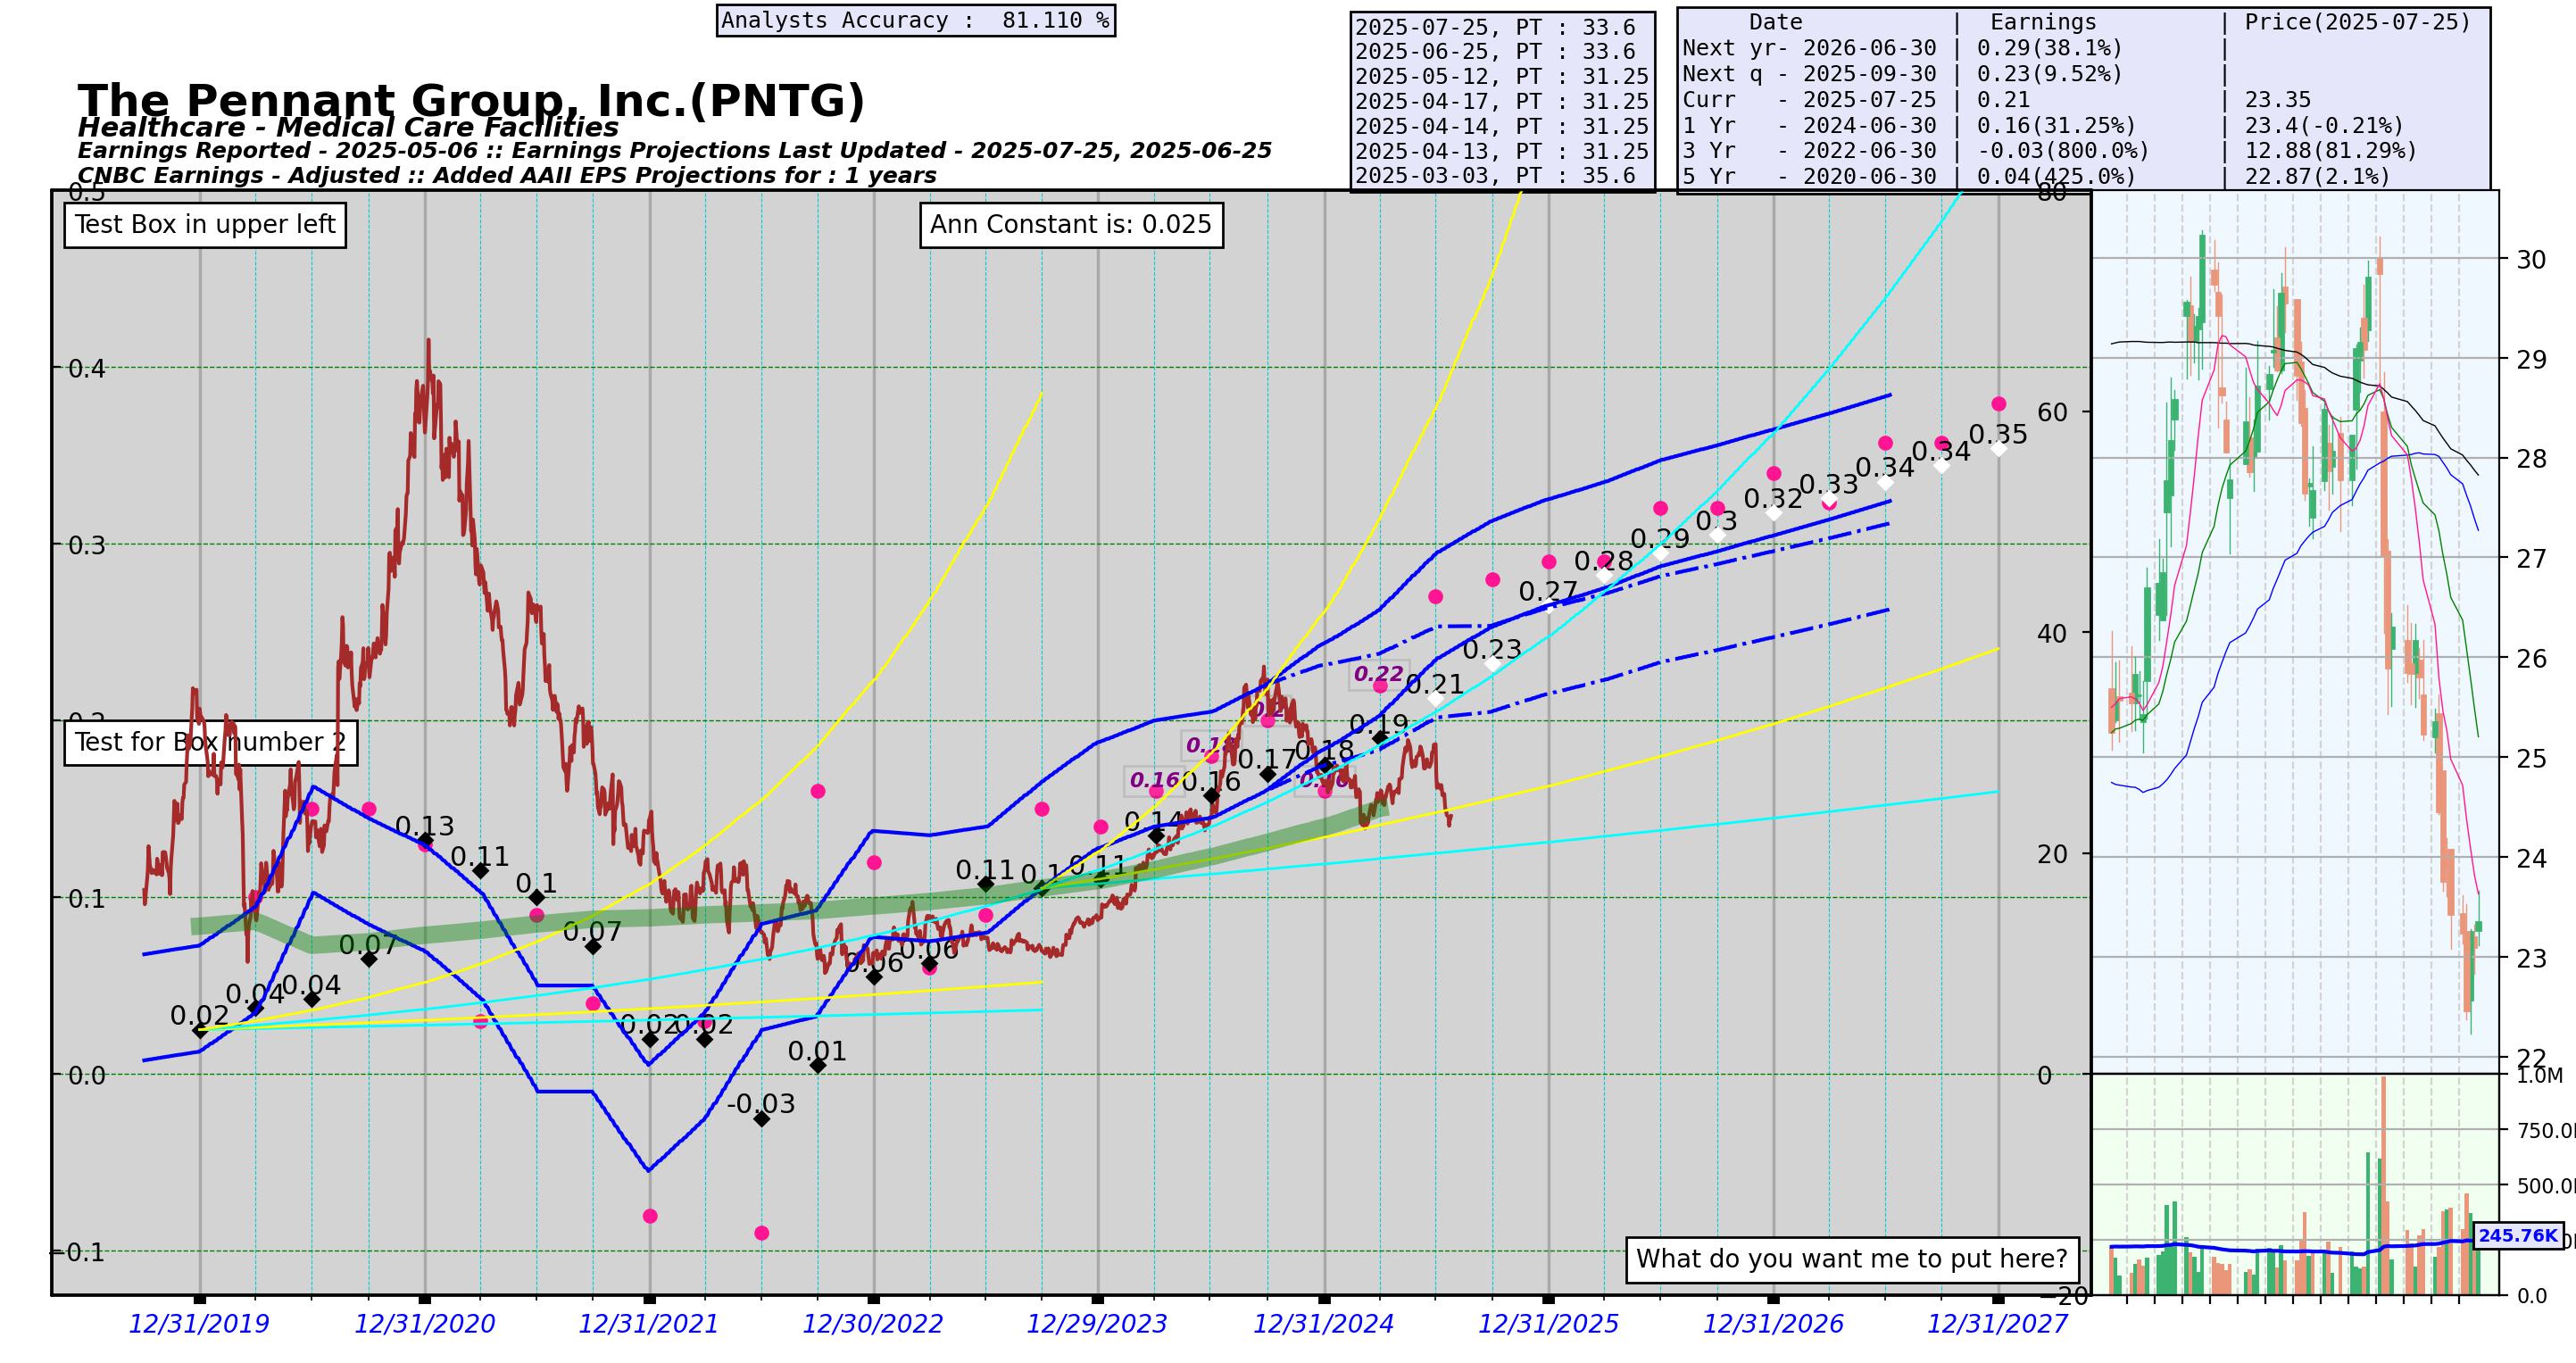 Analysts Accuracy :  81.110 %
The Pennant Group, Inc.(PNTG)
Healthcare - Medical Care Facilities
Earnings Reported - 2025-05-06 :: Earnings Projections Last Updated - 2025-07-25, 2025-06-25
CNBC Earnings - Adjusted :: Added AAII EPS Projections for : 1 years
2025-07-25, PT : 33.6
2025-06-25, PT : 33.6
2025-05-12, PT : 31.25
2025-04-17, PT : 31.25
2025-04-14, PT : 31.25
2025-04-13, PT : 31.25
2025-03-03, PT : 35.6
Date | Earnings | Price(2025-07-25)
Next yr- 2026-06-30 | 0.29(38.1%) |
Next q - 2025-09-30 | 0.23(9.52%) |
Curr - 2025-07-25 | 0.21 | 23.35
1 Yr - 2024-06-30 | 0.16(31.25%) | 23.4(-0.21%)
3 Yr - 2022-06-30 | -0.03(800.0%) | 12.88(81.29%)
5 Yr - 2020-06-30 | 0.04(425.0%) | 22.87(2.1%)
Test Box in upper left
Ann Constant is: 0.025
Test for Box number 2
What do you want me to put here?
0.5
0.4
0.3
0.2
0.1
0.0
−0.1
0.02
0.04
0.04
0.07
0.13
0.11
0.1
0.07
0.02
0.02
-0.03
0.01
0.06
0.06
0.11
0.11
0.14
0.16
0.17
0.18
0.19
0.21
0.23
0.27
0.28
0.29
0.3
0.32
0.33
0.34
0.34
0.35
0.16
0.18
0.2
0.16
0.22
80
60
40
20
0
−20
30
29
28
27
26
25
24
23
22
1.0M
750.0
500.0
0.0
245.76K
12/31/2019
12/31/2020
12/31/2021
12/30/2022
12/29/2023
12/31/2024
12/31/2025
12/31/2026
12/31/2027